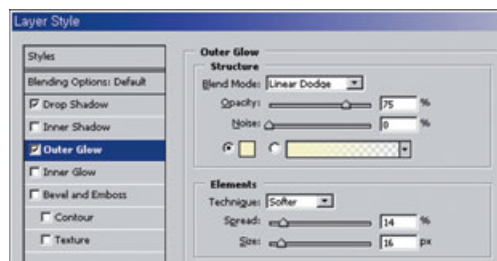 Layer Style
Styles
Blending Options: Default
Drop Shadow
Inner Shadow
Outer Glow
Inner Glow
Bevel and Emboss
Contour
Texture
Outer Glow
Structure
Blend Mode: Linear Dodge
Opacity: 75 %
Noise: 0 %
Elements
Technique: Softer
Spread: 14 %
Size: 16 px